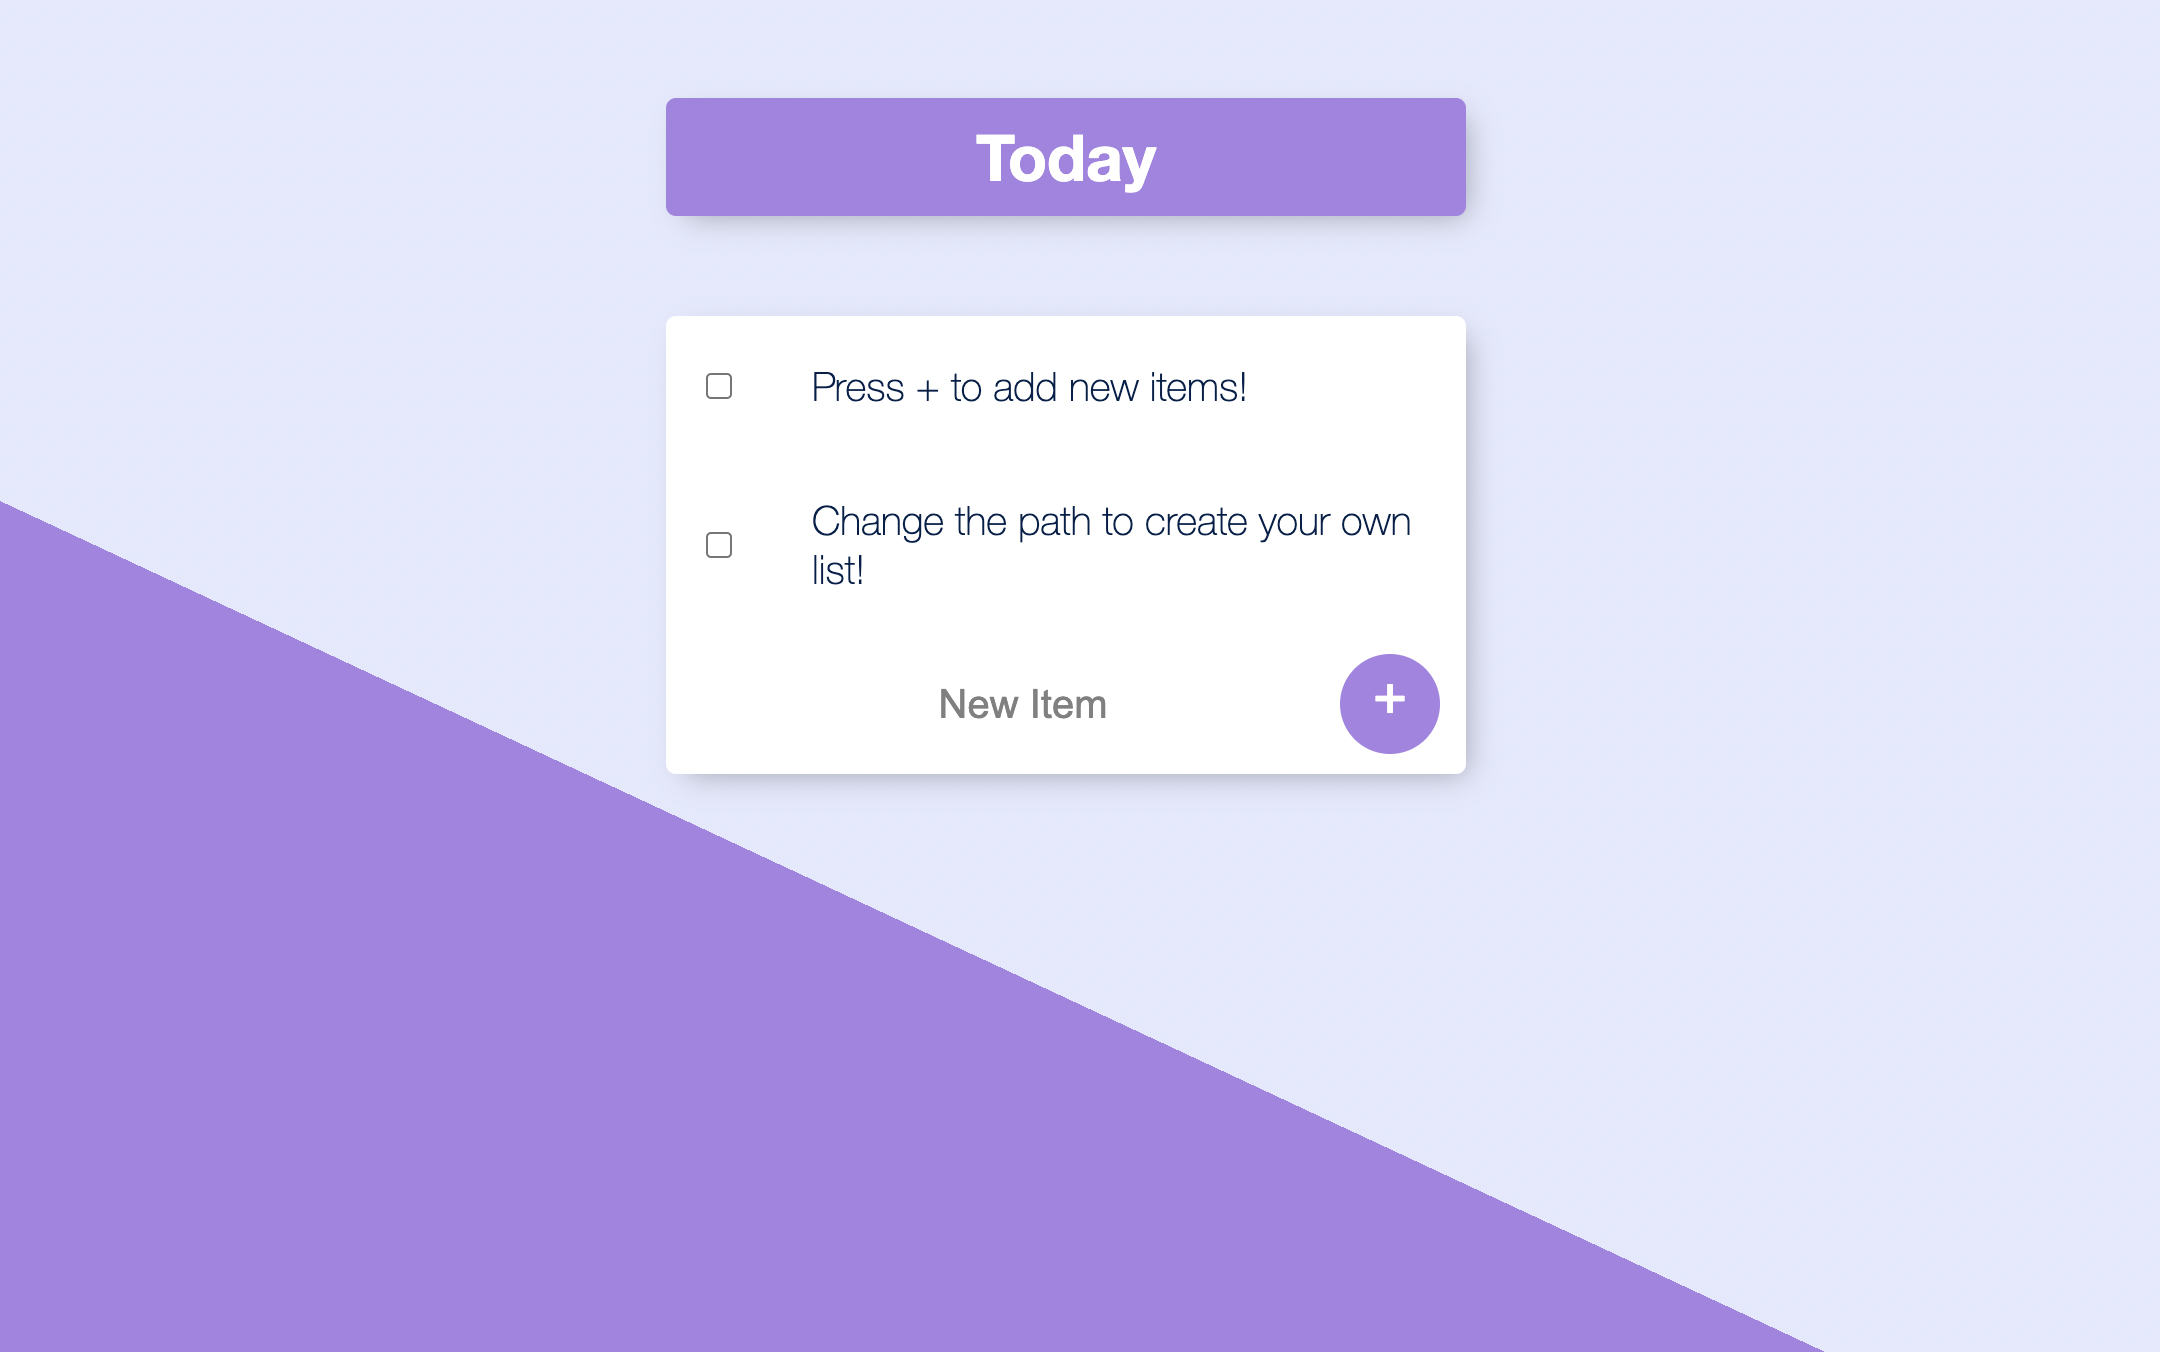 Today
Press + to add new items!
Change the path to create your own
list!
New Item
+